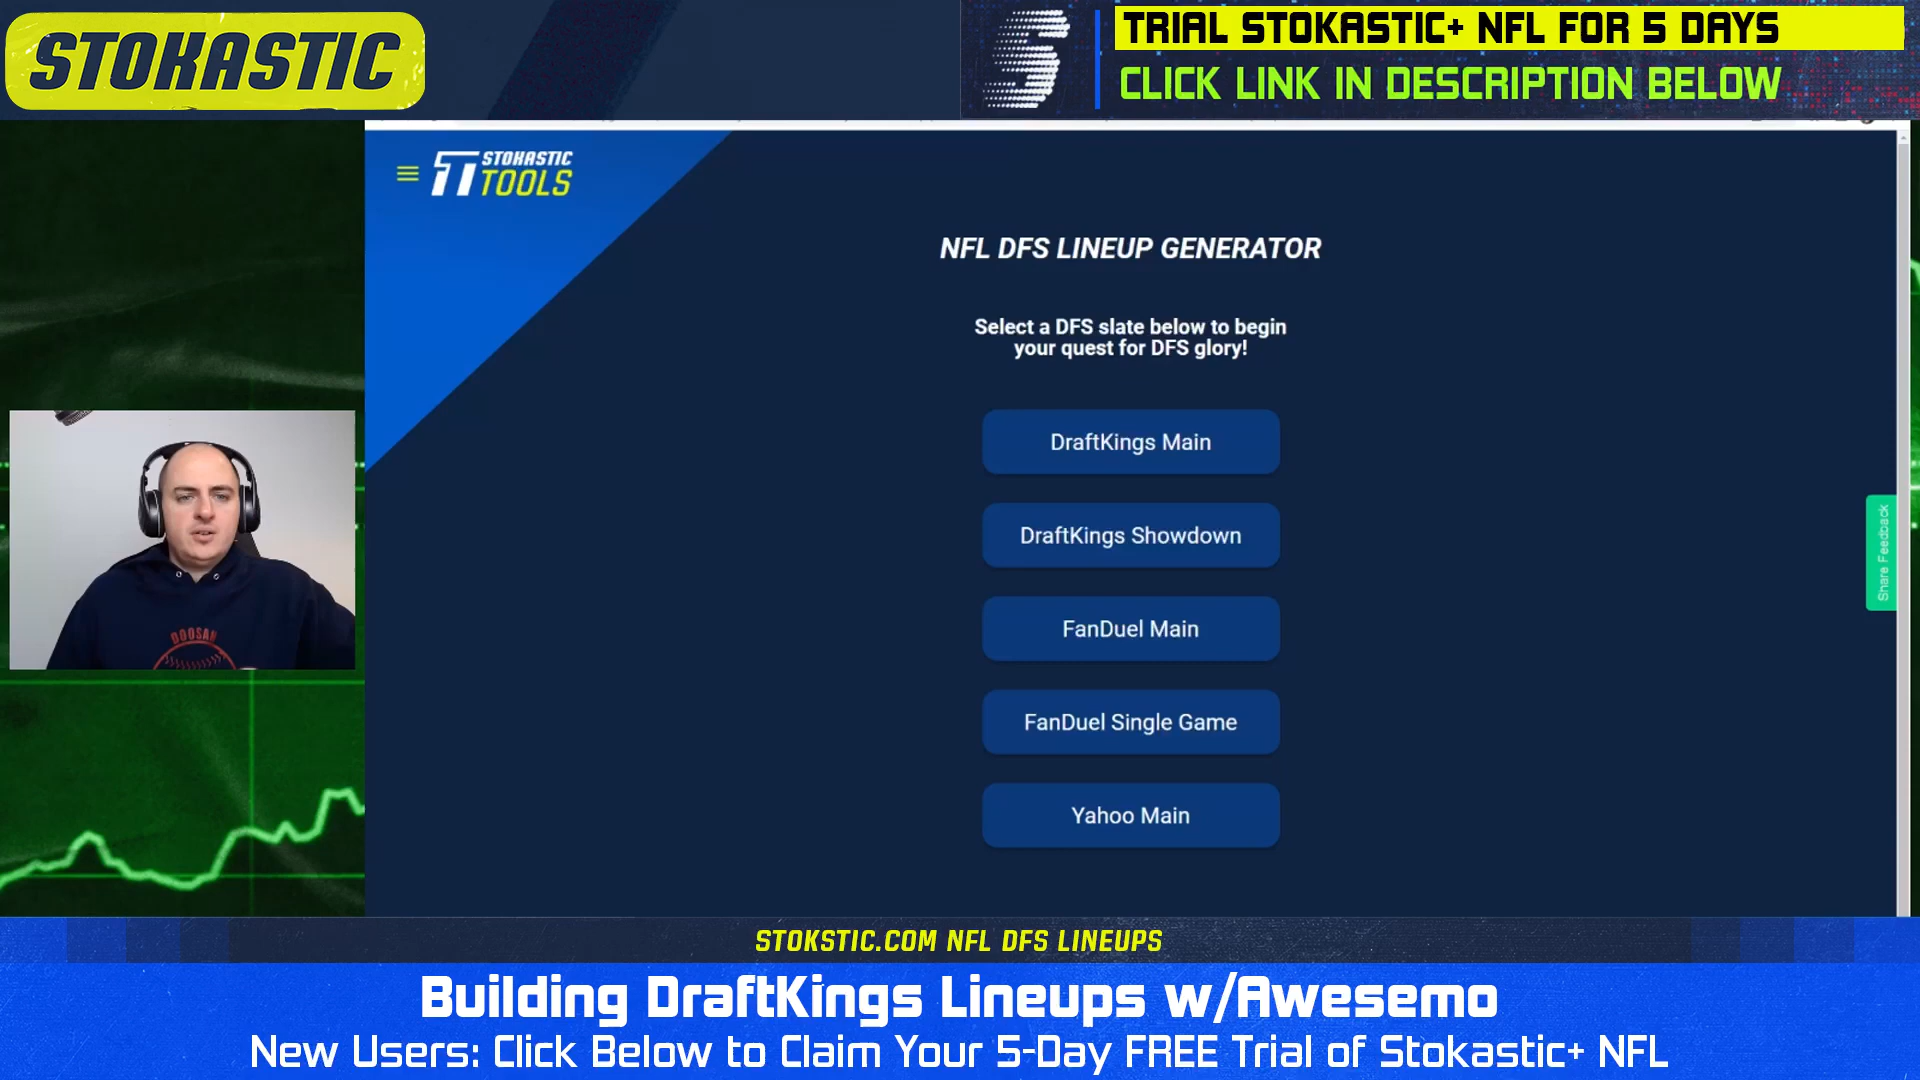 STOKASTIC
TRIAL STOKASTIC+ NFL FOR 5 DAYS
CLICK LINK IN DESCRIPTION BELOW
STOKASTIC
TOOLS
NFL DFS LINEUP GENERATOR
Select a DFS slate below to begin
your quest for DFS glory!
DraftKings Main
DraftKings Showdown
FanDuel Main
FanDuel Single Game
Yahoo Main
Share Feedback
DOOSAN
STOKSTIC.COM NFL DFS LINEUPS
Building DraftKings Lineups w/Awesemo
New Users: Click Below to Claim Your 5-Day FREE Trial of Stokastic+ NFL